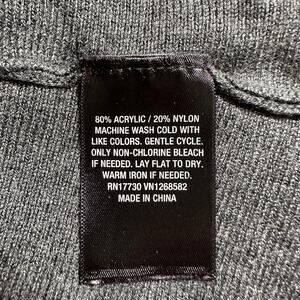 80% ACRYLIC / 20% NYLON
MACHINE WASH COLD WITH
LIKE COLORS. GENTLE CYCLE.
ONLY NON-CHLORINE BLEACH
IF NEEDED. LAY FLAT TO DRY.
WARM IRON IF NEEDED.
RN17730 VN1268582
MADE IN CHINA